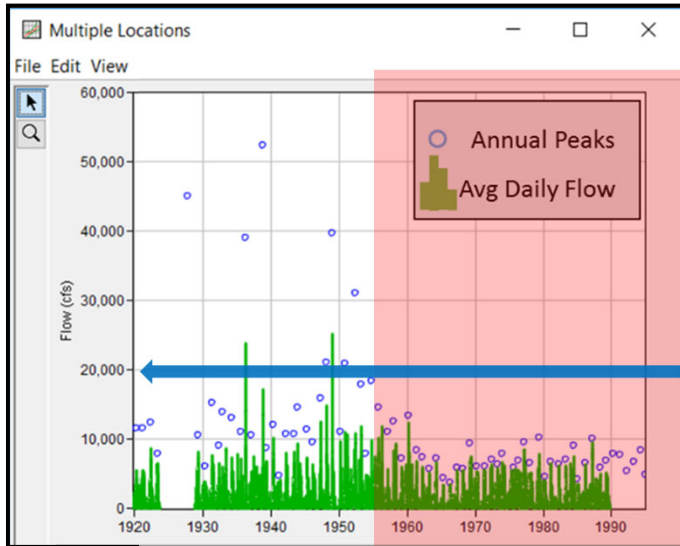 Multiple Locations
File Edit View
60,000
50,000
40,000
30,000
20,000
10,000
0
Flow (cfs)
Annual Peaks
Avg Daily Flow
1920 1930 1940 1950 1960 1970 1980 1990